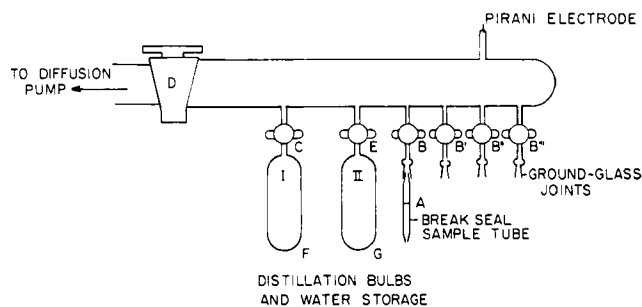 PIRANI ELECTRODE
TO DIFFUSION
PUMP
D
C
E
B
B'
B"
B'"
I
II
GROUND-GLASS
JOINTS
A
BREAK SEAL
SAMPLE TUBE
F
G
DISTILLATION BULBS
AND WATER STORAGE